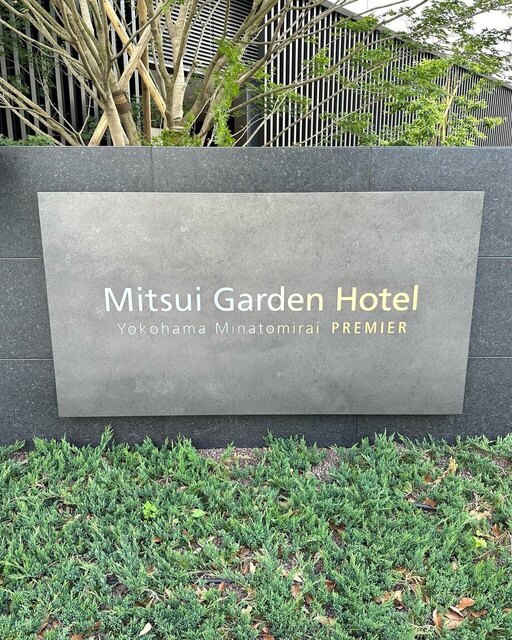 Mitsui Garden Hotel
Yokohama Minatomirai PREMIER